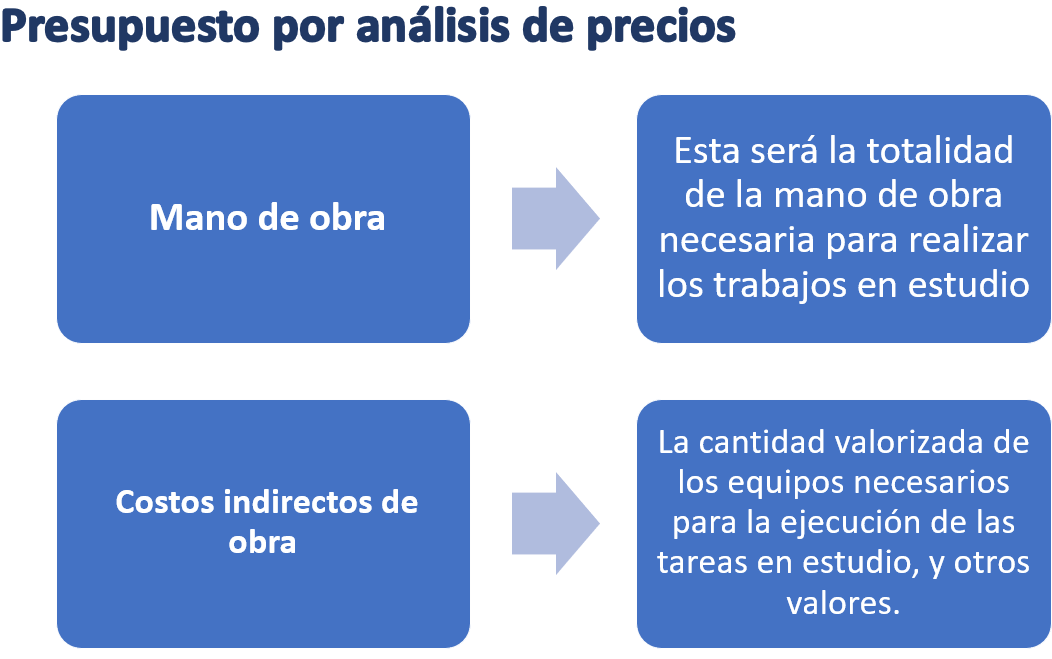 Presupuesto por análisis de precios
Mano de obra
Esta será la totalidad
de la mano de obra
necesaria para realizar
los trabajos en estudio
Costos indirectos de
obra
La cantidad valorizada de
los equipos necesarios
para la ejecución de las
tareas en estudio, y otros
valores.